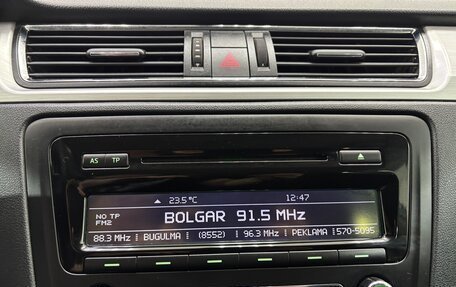 AS TP
23.5 °C 12:47
NO TP
FM2
BOLGAR 91.5 MHz
88.3 MHz BUGULMA (8552) 96.3 MHz РЕКЛАМА 570-5095